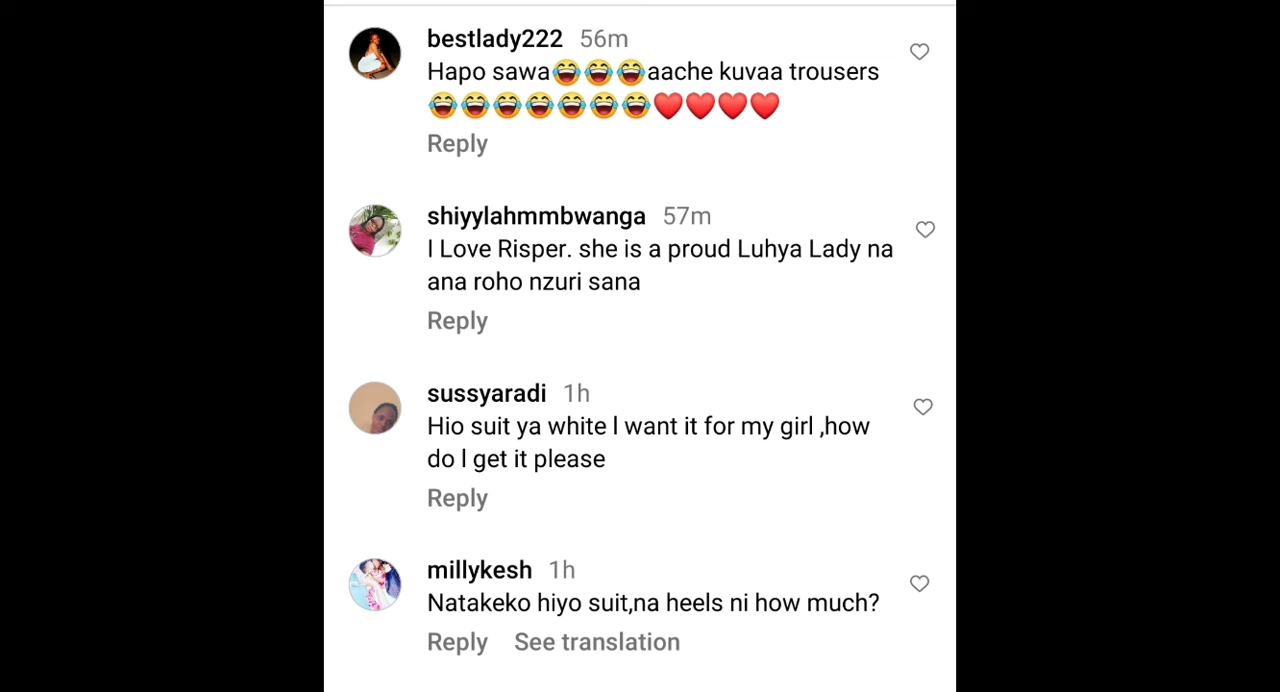 bestlady222 56m
Hapo sawa😂😂😂aache kuvaa trousers
😂😂😂😂😂😂😂❤️❤️❤️❤️
Reply
shiyylahmmbwanga 57m
I Love Risper. she is a proud Luhya Lady na
ana roho nzuri sana
Reply
sussyaradi 1h
Hio suit ya white l want it for my girl ,how
do l get it please
Reply
millykesh 1h
Natakeko hiyo suit,na heels ni how much?
Reply See translation